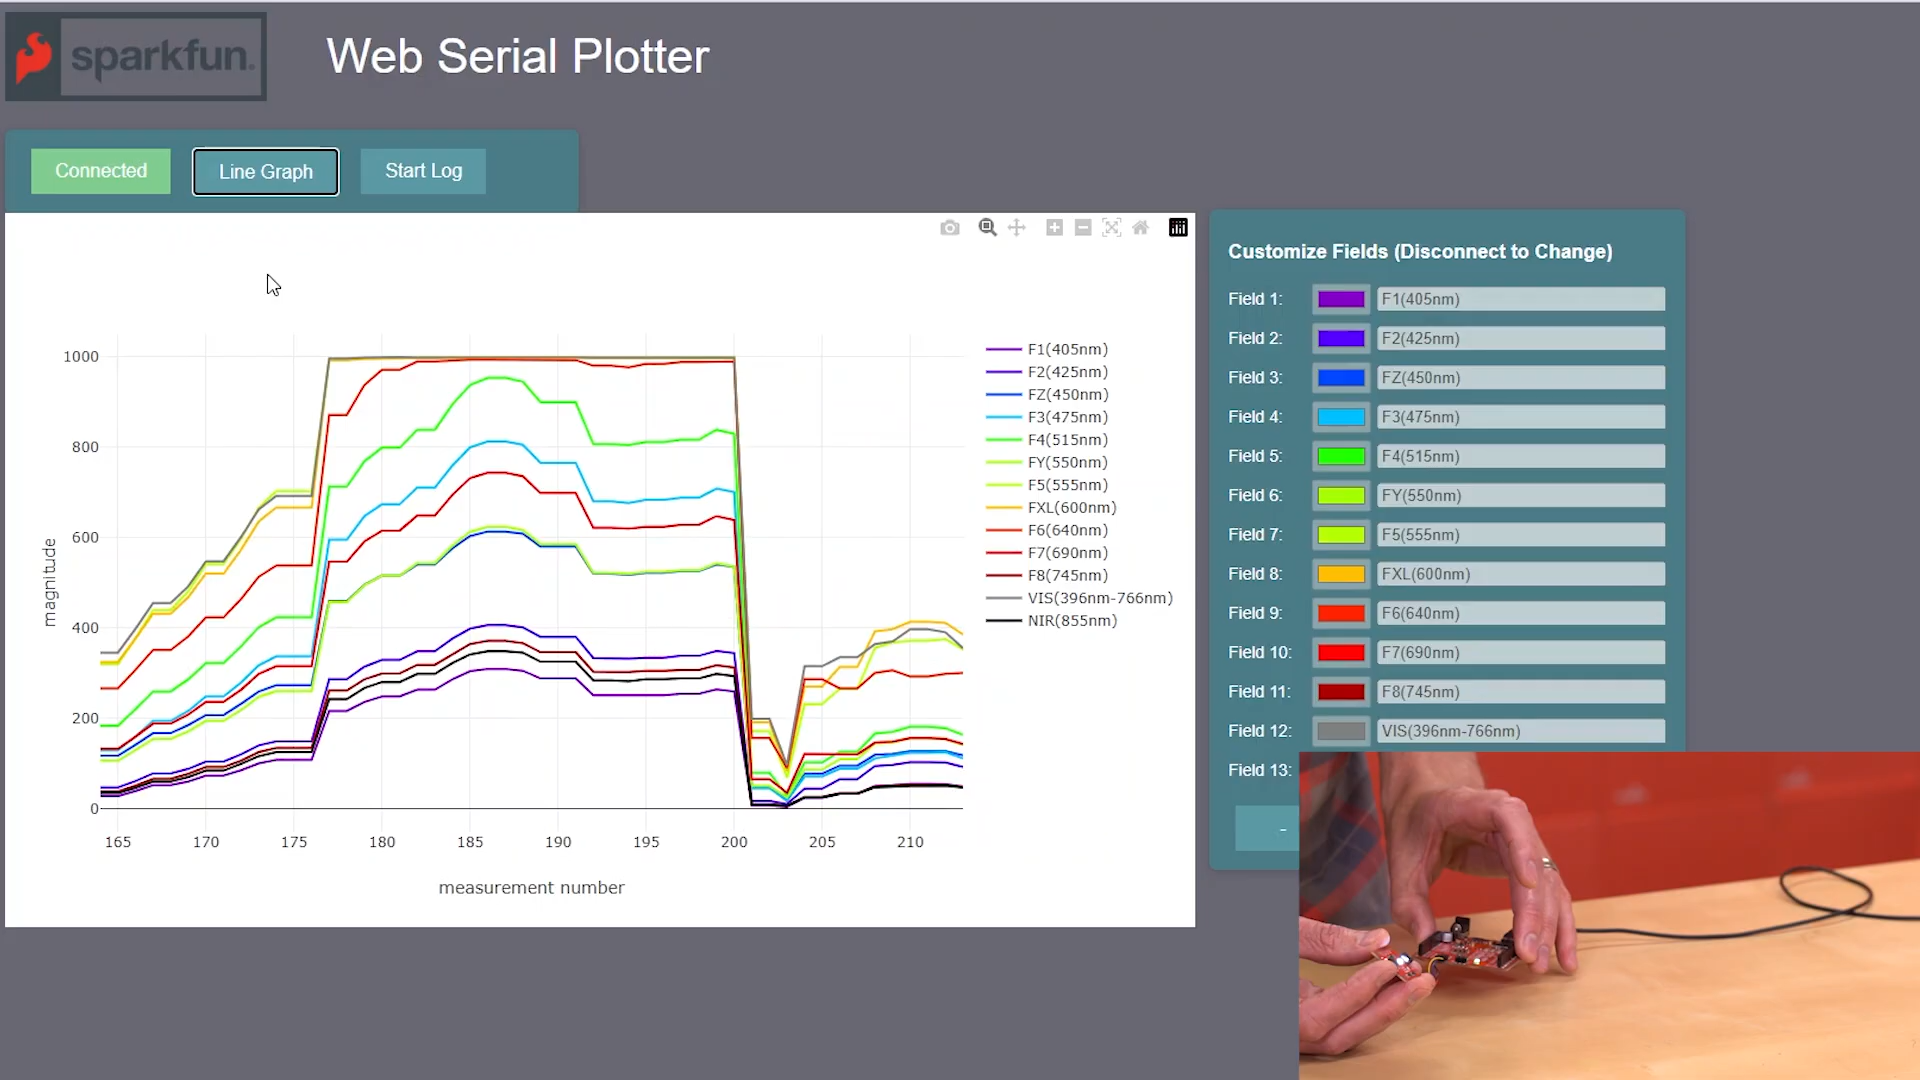 sparkfun.
Web Serial Plotter
Connected
Line Graph
Start Log
Customize Fields (Disconnect to Change)
Field 1: F1(405nm)
Field 2: F2(425nm)
Field 3: FZ(450nm)
Field 4: F3(475nm)
Field 5: F4(515nm)
Field 6: FY(550nm)
Field 7: F5(555nm)
Field 8: FXL(600nm)
Field 9: F6(640nm)
Field 10: F7(690nm)
Field 11: F8(745nm)
Field 12: VIS(396nm-766nm)
Field 13:
-
1000
800
600
400
200
0
magnitude
165 170 175 180 185 190 195 200 205 210
measurement number
F1(405nm)
F2(425nm)
FZ(450nm)
F3(475nm)
F4(515nm)
FY(550nm)
F5(555nm)
FXL(600nm)
F6(640nm)
F7(690nm)
F8(745nm)
VIS(396nm-766nm)
NIR(855nm)